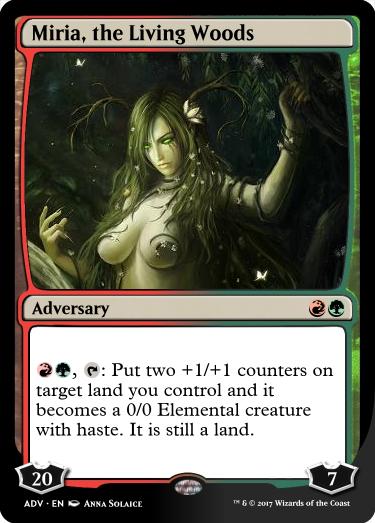 Miria, the Living Woods
Adversary
, : Put two +1/+1 counters on
target land you control and it
becomes a 0/0 Elemental creature
with haste. It is still a land.
20
7
ADV • EN Anna Solaice
™ & © 2017 Wizards of the Coast